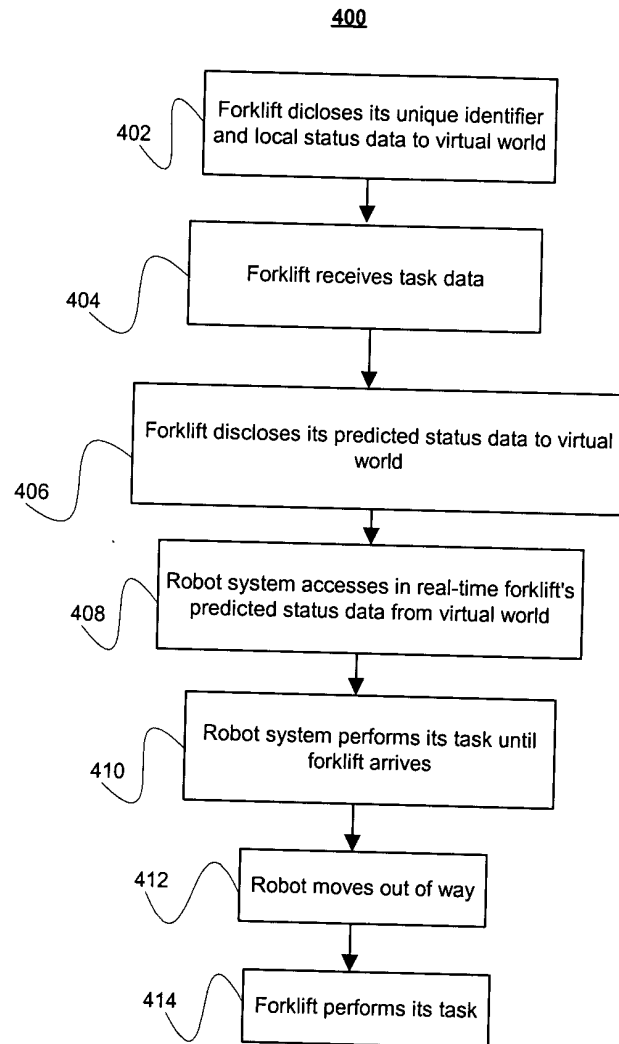 400
Forklift dicloses its unique identifier
and local status data to virtual world
402
Forklift receives task data
404
Forklift discloses its predicted status data to virtual
world
406
Robot system accesses in real-time forklift's
predicted status data from virtual world
408
Robot system performs its task until
forklift arrives
410
Robot moves out of way
412
Forklift performs its task
414